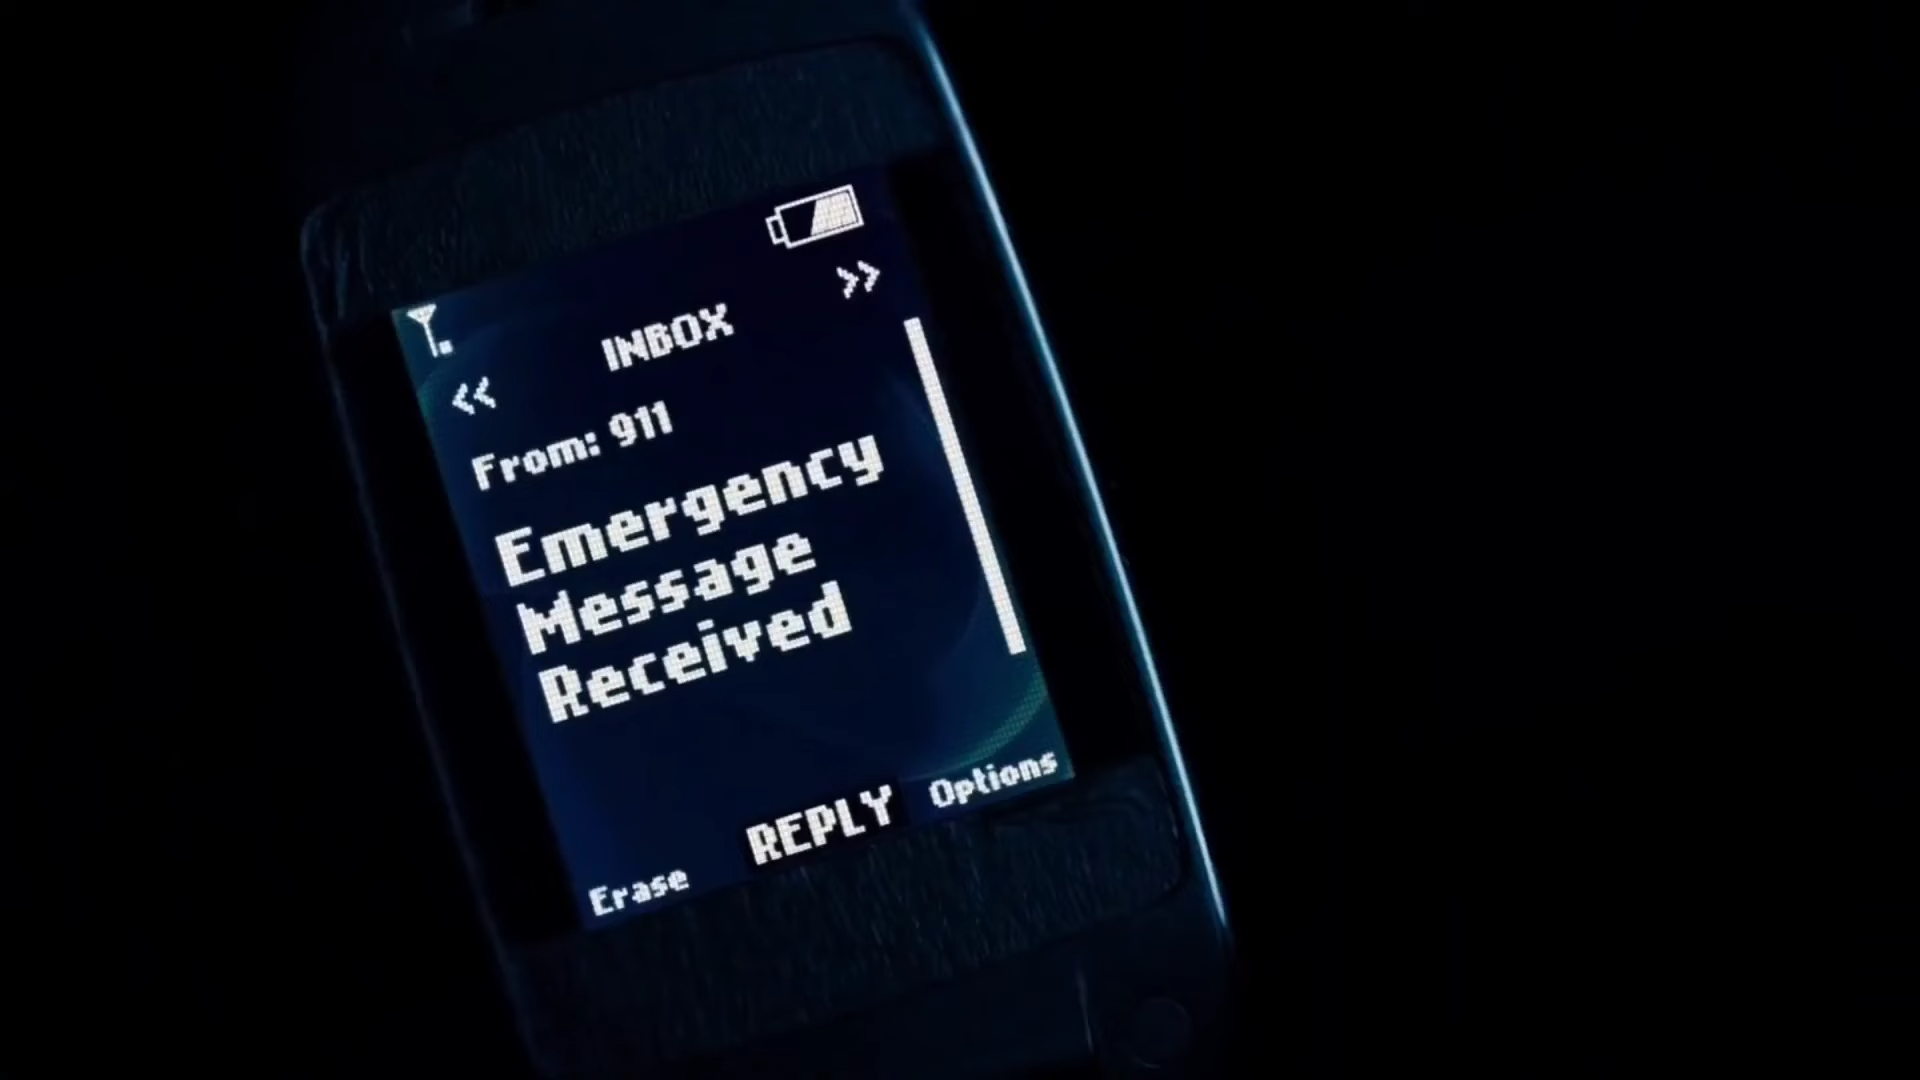 << INBOX >>
From: 911
Emergency
Message
Received
Erase REPLY Options